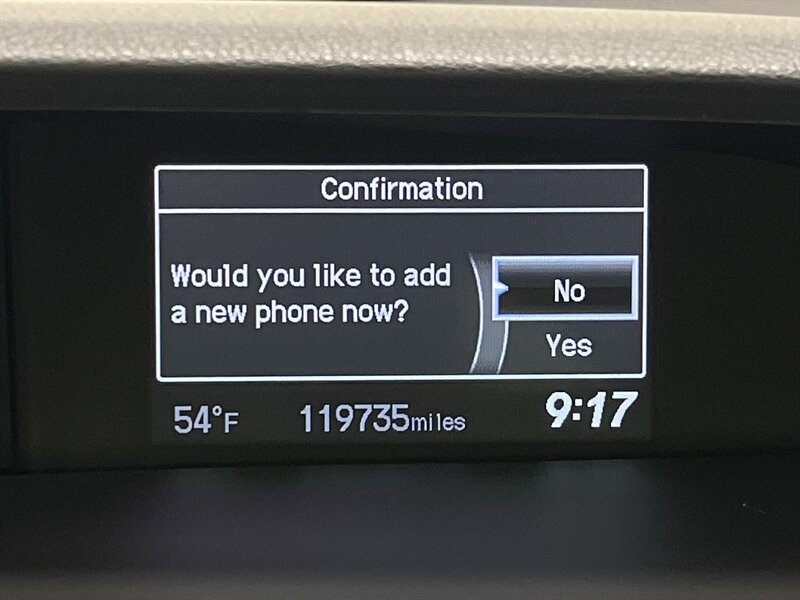 Confirmation
Would you like to add
a new phone now?
No
Yes
54°F 119735miles 9:17